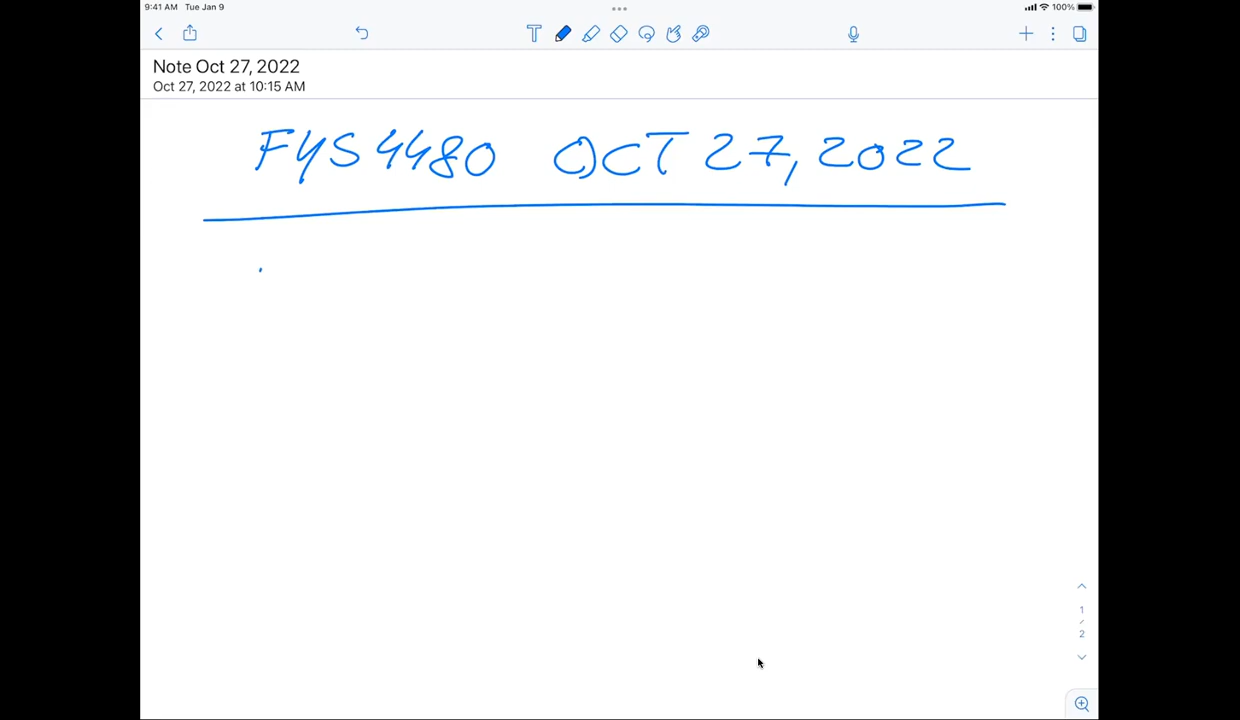 9:41 AM Tue Jan 9 100%
Note Oct 27, 2022
Oct 27, 2022 at 10:15 AM
FYS4480 OCT 27, 2022
1
/
2